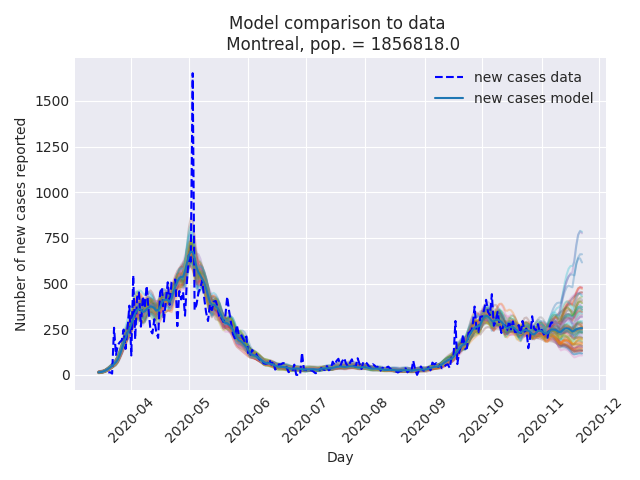 Model comparison to data
Montreal, pop. = 1856818.0
new cases data
new cases model
Number of new cases reported
1500
1250
1000
750
500
250
0
2020-04
2020-05
2020-06
2020-07
2020-08
2020-09
2020-10
2020-11
2020-12
Day